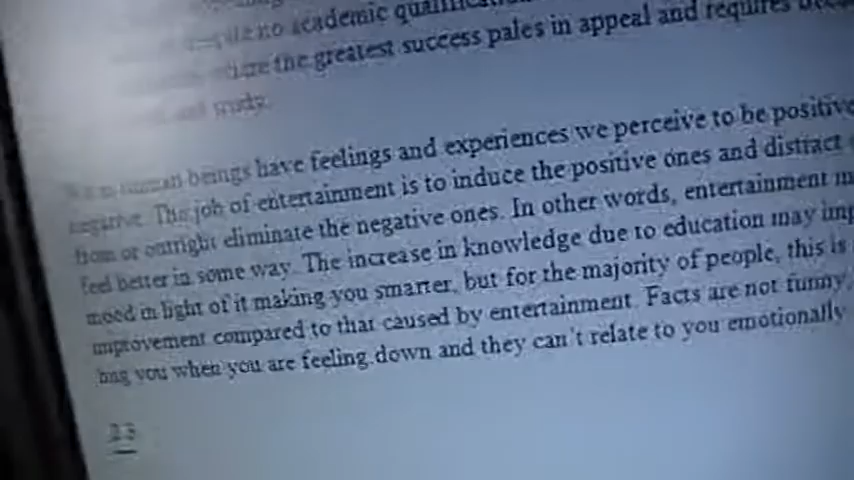 no academic
the greatest success pales in appeal and requires
study.
human beings have feelings and experiences we perceive to be positive
negative. The job of entertainment is to induce the positive ones and distract
from or outright eliminate the negative ones. In other words, entertainment
feel better in some way. The increase in knowledge due to education may
mood in light of it making you smarter, but for the majority of people, this is
improvement compared to that caused by entertainment. Facts are not funny,
hug you when you are feeling down and they can't relate to you emotionally
23